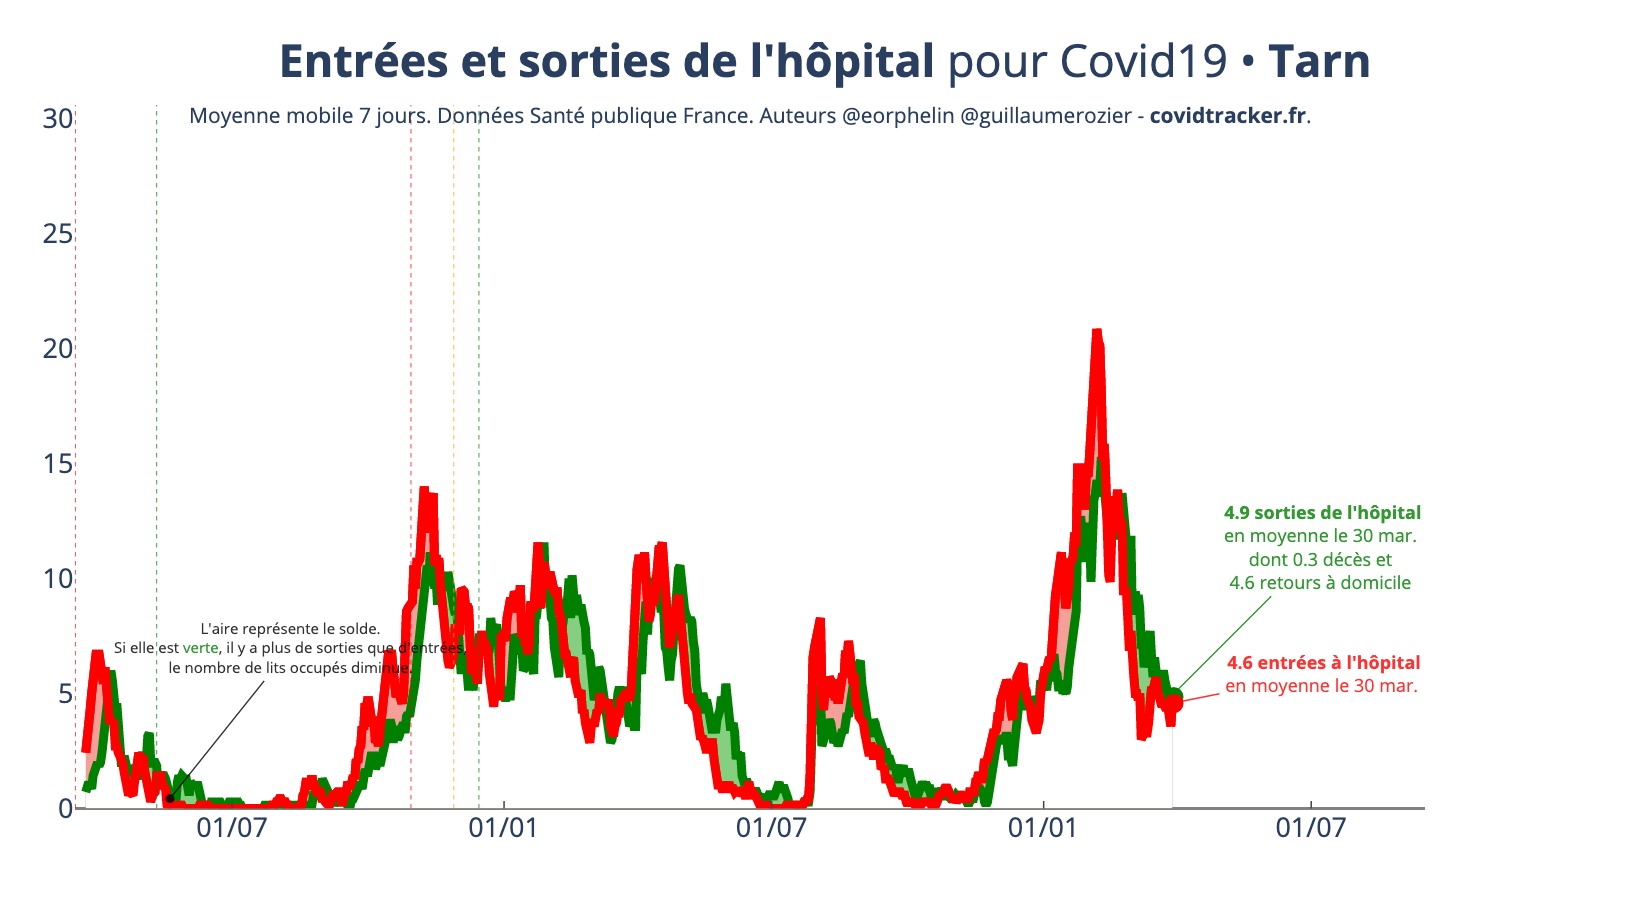 Entrées et sorties de l'hôpital pour Covid19 • Tarn
Moyenne mobile 7 jours. Données Santé publique France. Auteurs @eorphelin @guillaumerozier - covidtracker.fr.
30
25
20
15
10
5
0
L'aire représente le solde.
Si elle est verte, il y a plus de sorties que d'entrées,
le nombre de lits occupés diminue.
4.9 sorties de l'hôpital
en moyenne le 30 mar.
dont 0.3 décès et
4.6 retours à domicile
4.6 entrées à l'hôpital
en moyenne le 30 mar.
01/07
01/01
01/07
01/01
01/07